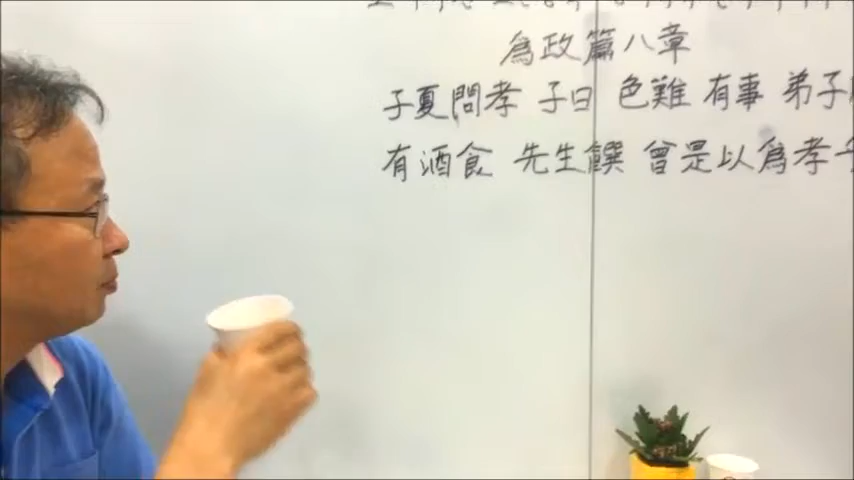 為政篇八章
子夏問孝 子曰 色難 有事 弟子
有酒食 先生饌 曾是以為孝